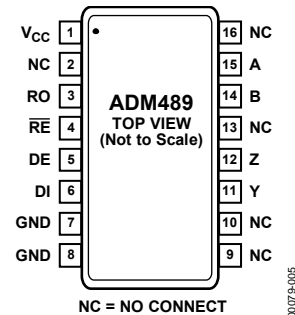 VCC 1 16 NC
NC 2 15 A
RO 3 14 B
RE 4 13 NC
DE 5 12 Z
DI 6 11 Y
GND 7 10 NC
GND 8 9 NC
ADM489
TOP VIEW
(Not to Scale)
NC = NO CONNECT
00079-005